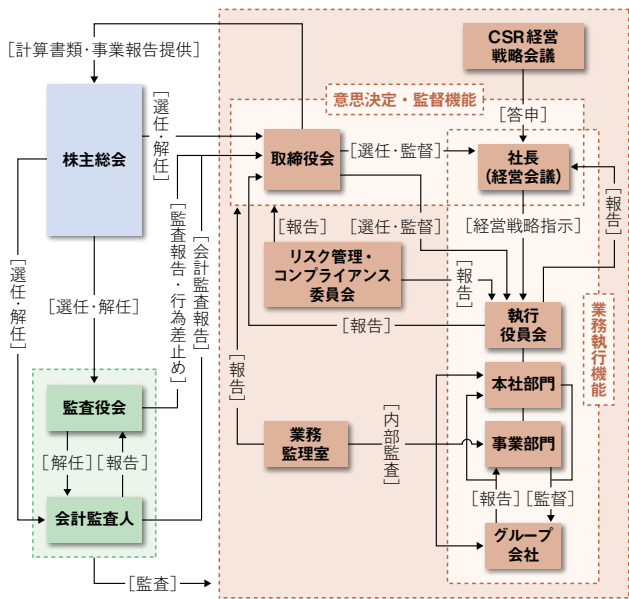 [計算書類・事業報告提供]
CSR経営
戦略会議
意思決定・監督機能
[選任・解任]
[答申]
株主総会
取締役会
[選任・監督]
社長
(経営会議)
[報告]
[報告]
[選任・監督]
[経営戦略指示]
[監査報告・行為差止め]
[会計監査報告]
リスク管理・
コンプライアンス
委員会
[報告]
[選任・解任]
[選任・解任]
[報告]
執行
役員会
業務執行機能
[報告]
本社部門
監査役会
[内部監査]
業務
監理室
事業部門
[解任]
[報告]
[報告]
[監督]
会計監査人
グループ
会社
[監査]